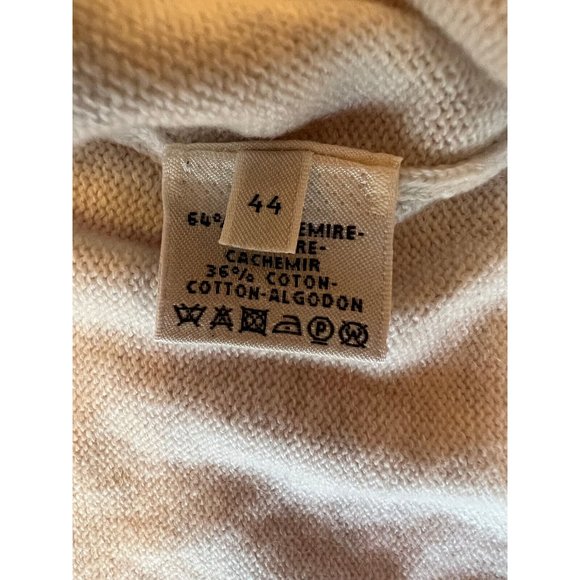 44
64% EMIRE-
RE-
CACHEMIR
36% COTON-
COTTON-ALGODON
P W